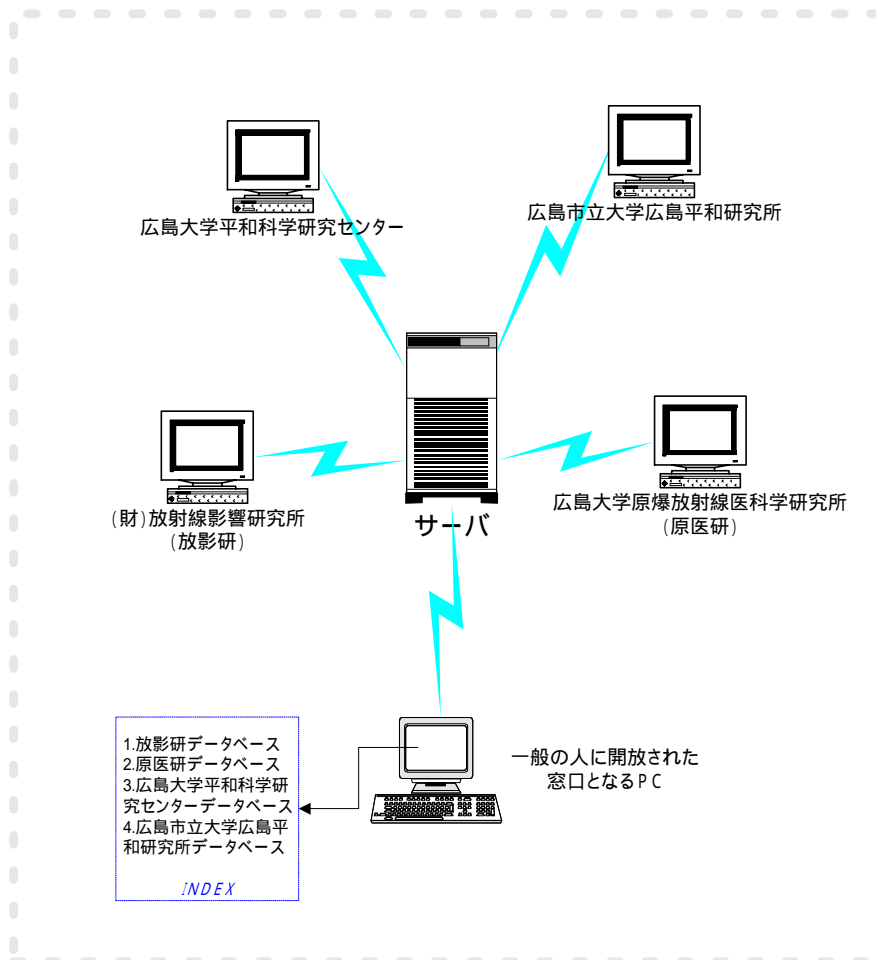 広島大学平和科学研究センター
広島市立大学広島平和研究所
(財)放射線影響研究所
(放影研)
サーバ
広島大学原爆放射線医科学研究所
(原医研)
1.放影研データベース
2.原医研データベース
3.広島大学平和科学研
究センターデータベース
4.広島市立大学広島平
和研究所データベース
INDEX
一般の人に開放された
窓口となるPC